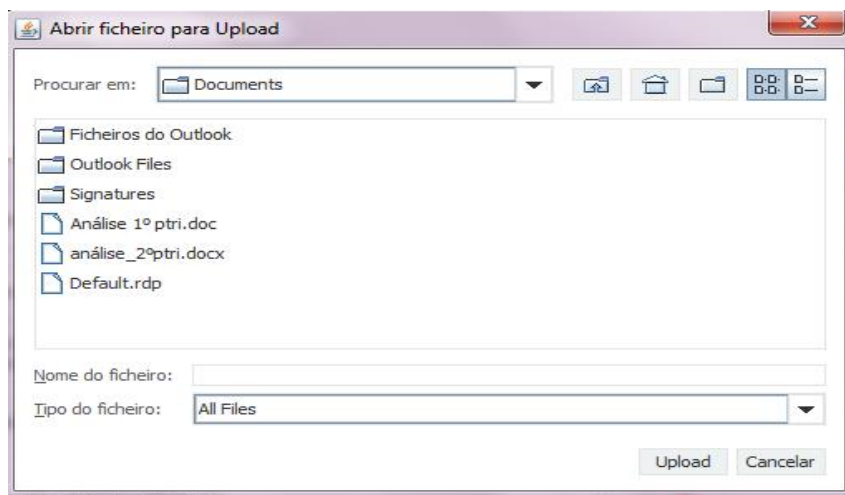 Abrir ficheiro para Upload
Procurar em: Documents
Ficheiros do Outlook
Outlook Files
Signatures
Análise 1º ptri.doc
análise_2ºptri.docx
Default.rdp
Nome do ficheiro:
Tipo do ficheiro: All Files
Upload Cancelar